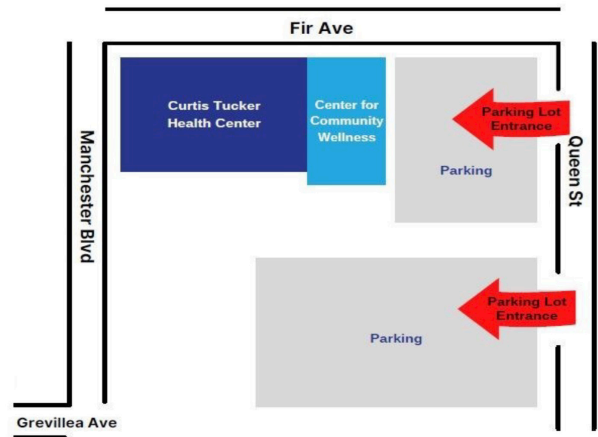 Fir Ave
Curtis Tucker
Health Center
Center for
Community
Wellness
Parking Lot
Entrance
Parking
Manchester Blvd
Queen St
Parking Lot
Entrance
Parking
Grevillea Ave